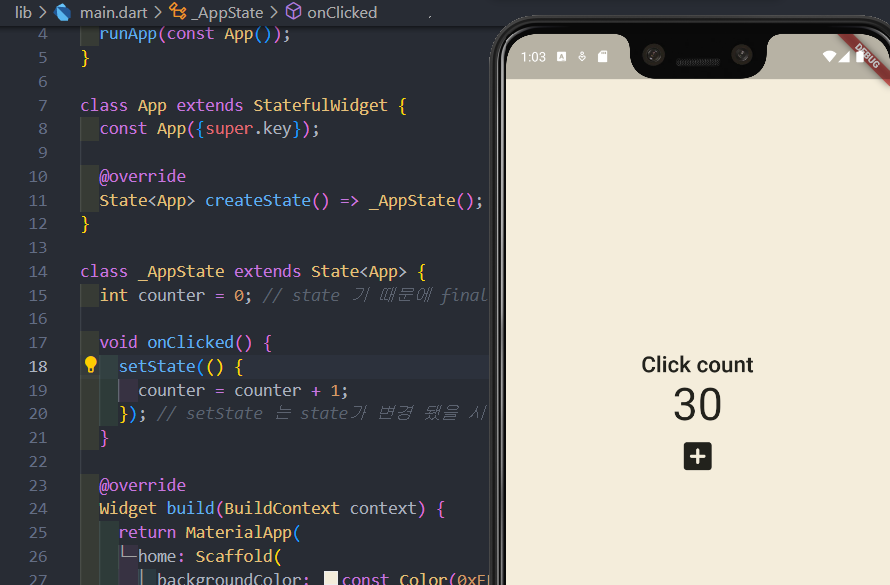 lib > main.dart > _AppState > onClicked
4 runApp(const App());
5 }
6
7 class App extends StatefulWidget {
8 const App({super.key});
9
10 @override
11 State<App> createState() => _AppState();
12 }
13
14 class _AppState extends State<App> {
15 int counter = 0; // state 기 때문에 final
16
17 void onClicked() {
18 setState(() {
19 counter = counter + 1;
20 }); // setState 는 state가 변경 됐을 시
21 }
22
23 @override
24 Widget build(BuildContext context) {
25 return MaterialApp(
26 home: Scaffold(
27 backgroundColor: const Color(0xF
1:03
DEBUG
Click count
30